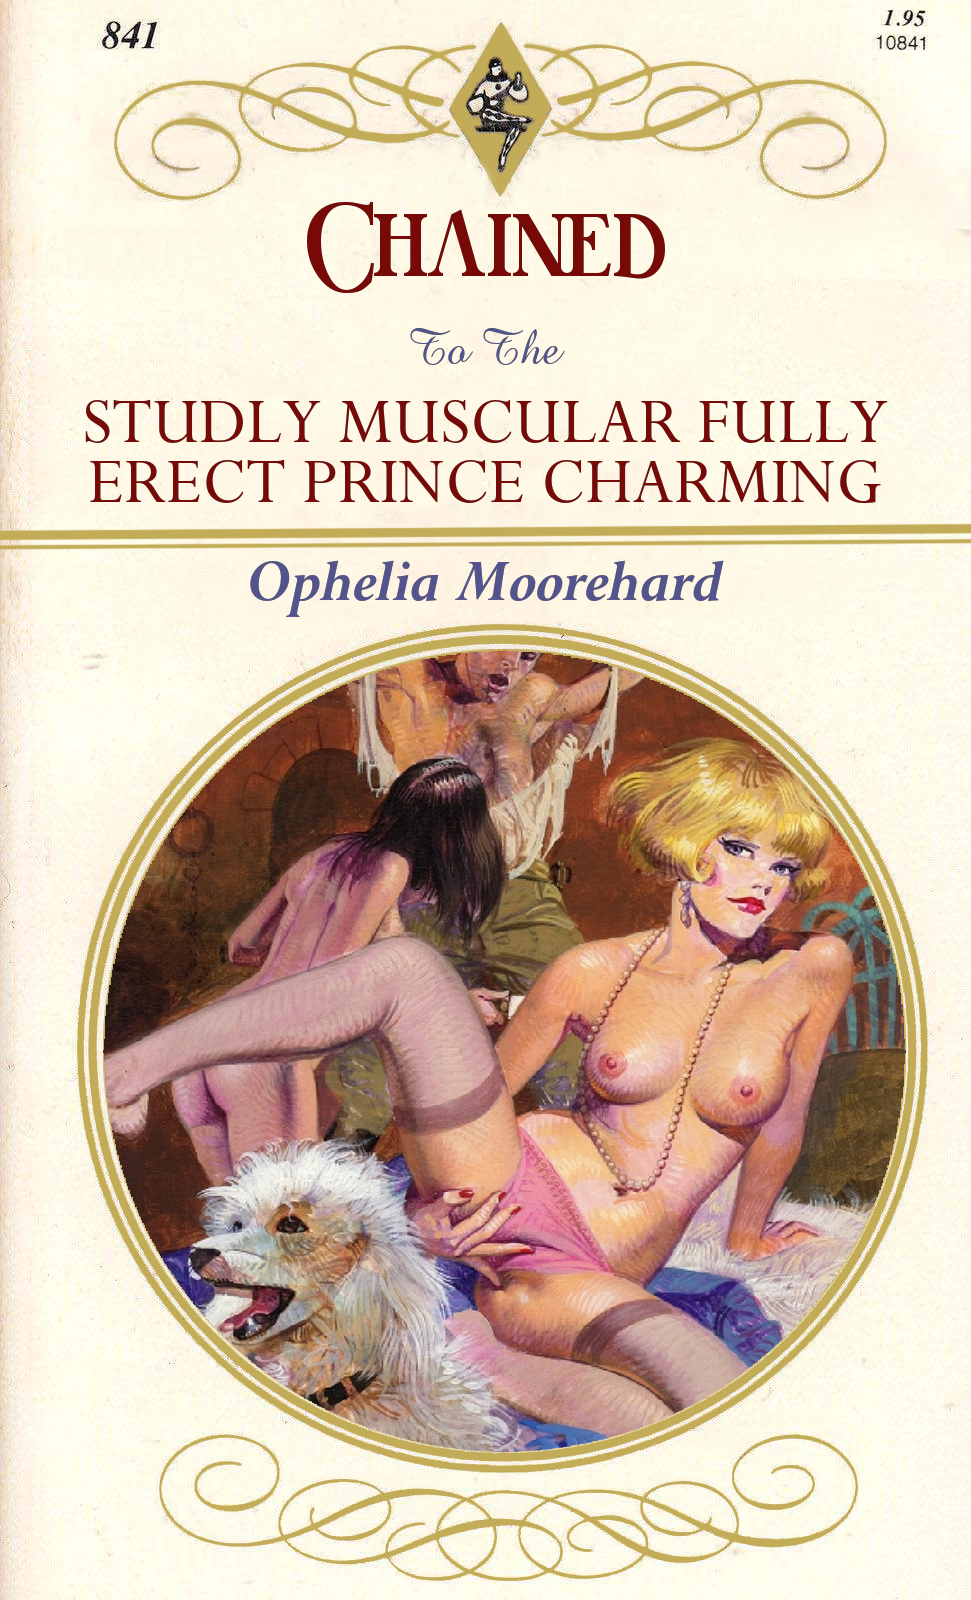 841
1.95
10841
CHAINED
To The
STUDLY MUSCULAR FULLY
ERECT PRINCE CHARMING
Ophelia Moorehard